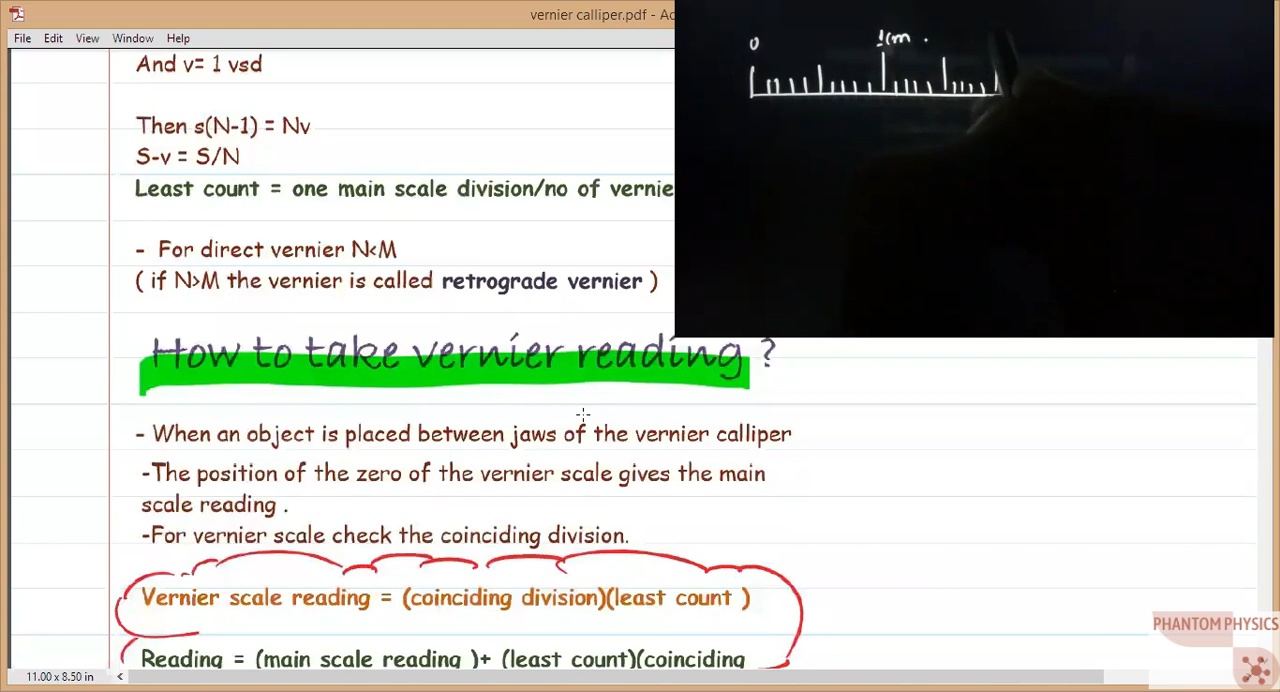 vernier calliper.pdf - Ad
File Edit View Window Help
And v= 1 vsd
0 1cm .
Then s(N-1) = Nv
S-v = S/N
Least count = one main scale division/no of vernie
- For direct vernier N<M
( if N>M the vernier is called retrograde vernier )
How to take vernier reading ?
- When an object is placed between jaws of the vernier calliper
-The position of the zero of the vernier scale gives the main
scale reading .
-For vernier scale check the coinciding division.
Vernier scale reading = (coinciding division)(least count )
Reading = (main scale reading )+ (least count)(coinciding
PHANTOM PHYSICS
11.00 x 8.50 in